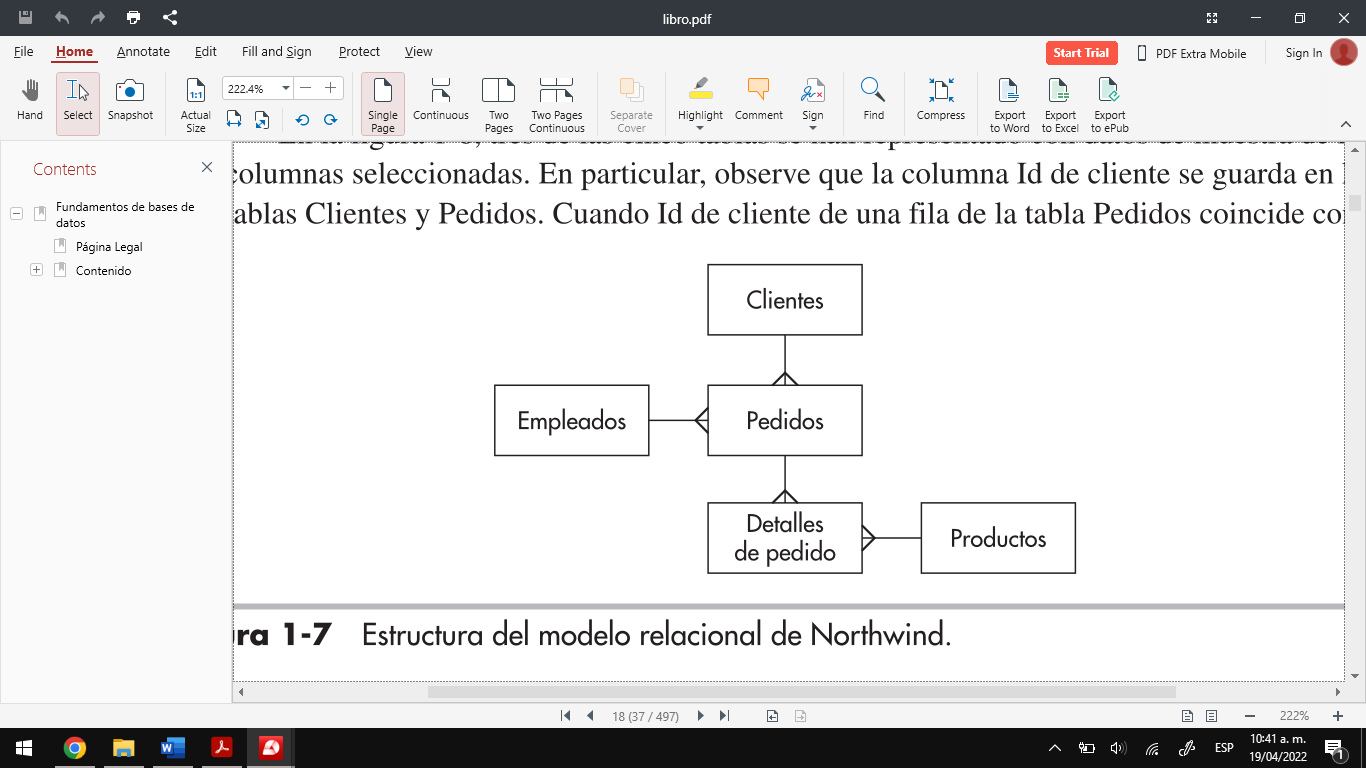 libro.pdf
File Home Annotate Edit Fill and Sign Protect View
Start Trial PDF Extra Mobile Sign In
Hand Select Snapshot Actual Size 222.4% Single Page Continuous Two Pages Two Pages Continuous Separate Cover Highlight Comment Sign Find Compress Export to Word Export to Excel Export to ePub
1:1
Contents
Fundamentos de bases de
datos
Página Legal
Contenido
columnas seleccionadas. En particular, observe que la columna Id de cliente se guarda en
ablas Clientes y Pedidos. Cuando Id de cliente de una fila de la tabla Pedidos coincide co
Clientes
Empleados
Pedidos
Detalles
de pedido
Productos
ura 1-7 Estructura del modelo relacional de Northwind.
18 (37 / 497)
222%
ESP
10:41 a. m.
19/04/2022
1